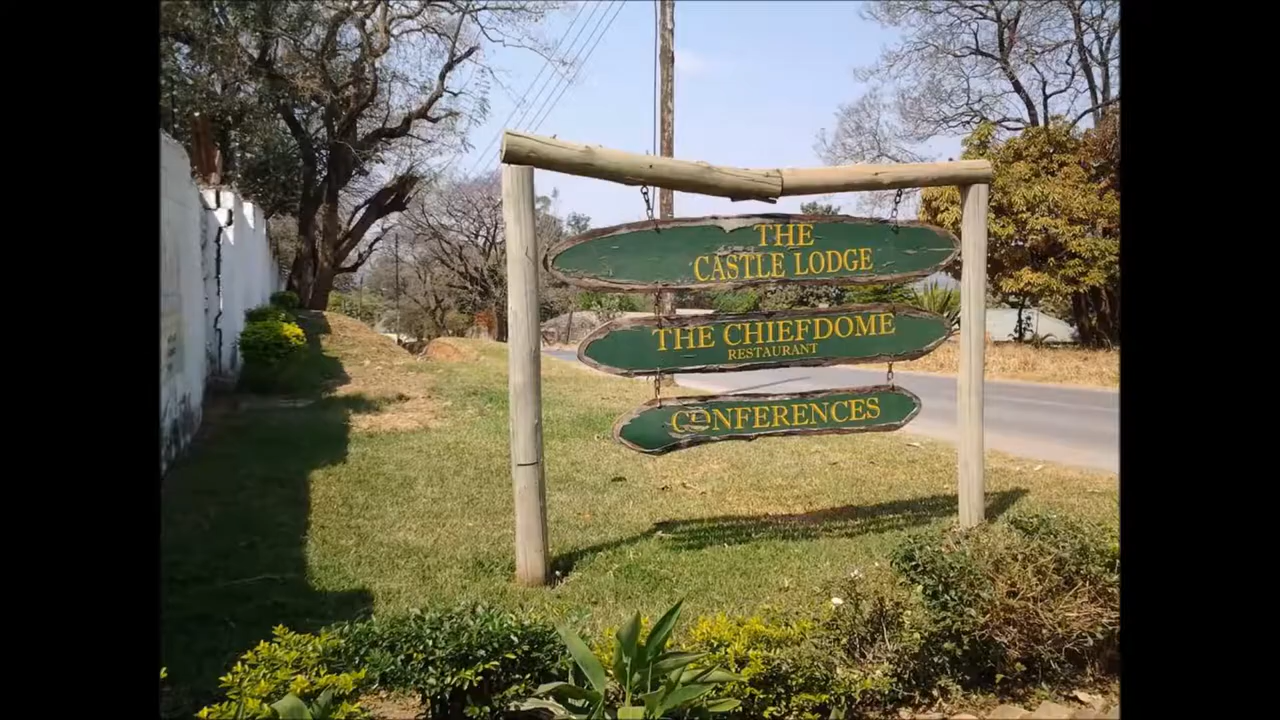 THE
CASTLE LODGE
THE CHIEFDOME
RESTAURANT
CONFERENCES